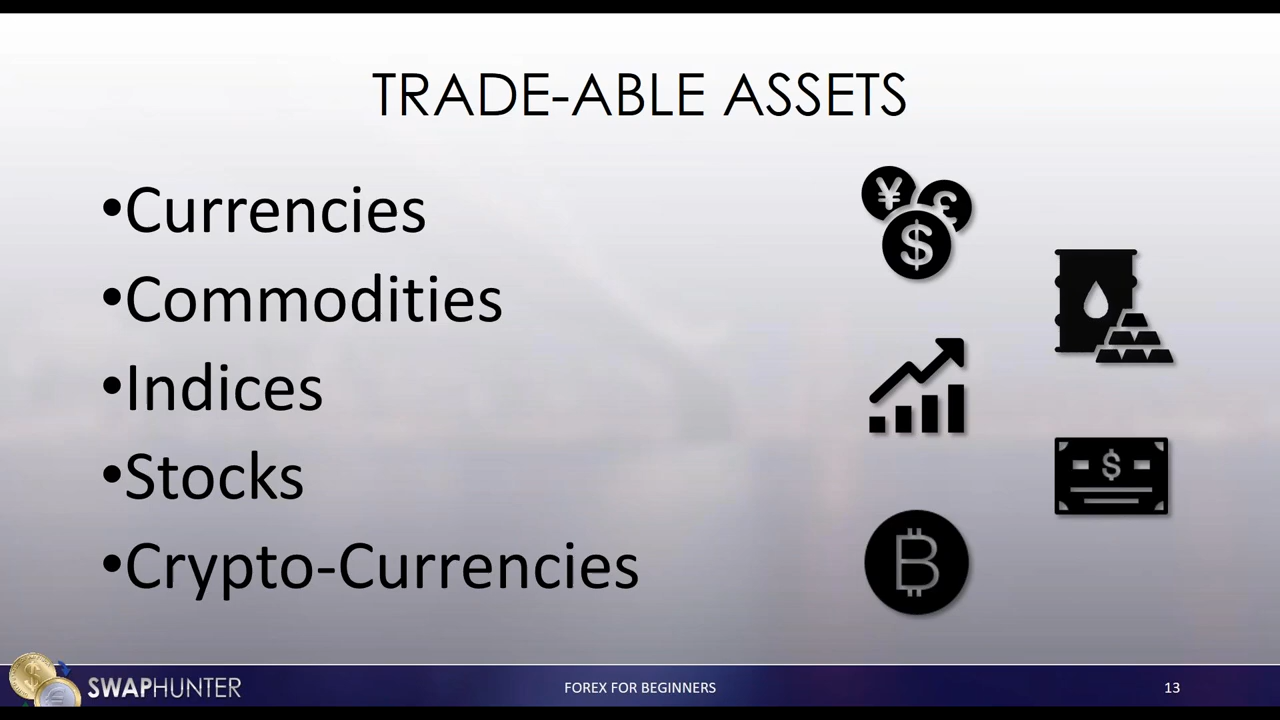 TRADE-ABLE ASSETS
•Currencies
•Commodities
•Indices
•Stocks
•Crypto-Currencies
¥ £
$
$
SWAPHUNTER
FOREX FOR BEGINNERS
13